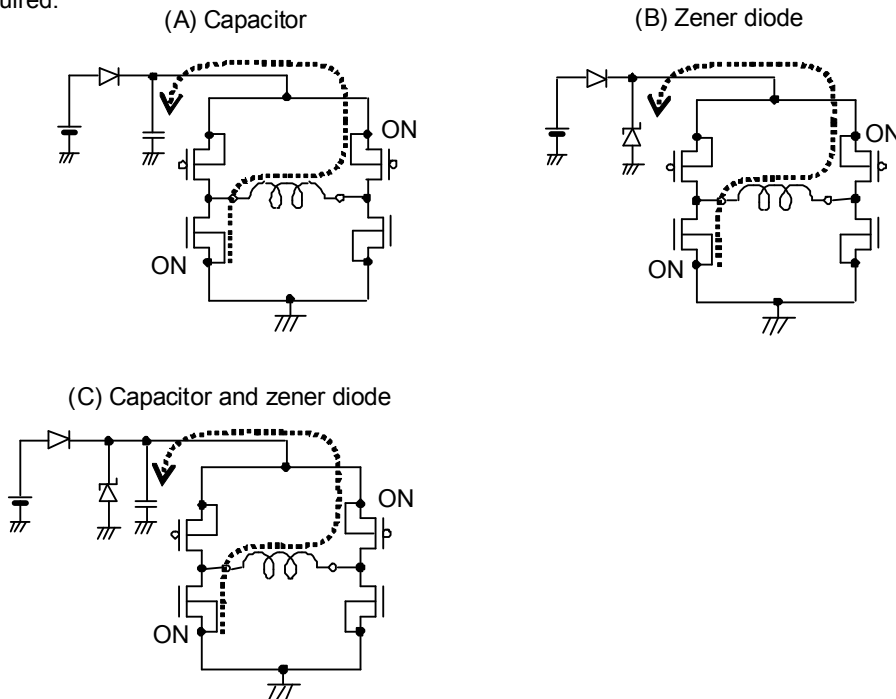 (A) Capacitor
(B) Zener diode
ON
ON
ON
ON
(C) Capacitor and zener diode
ON
ON